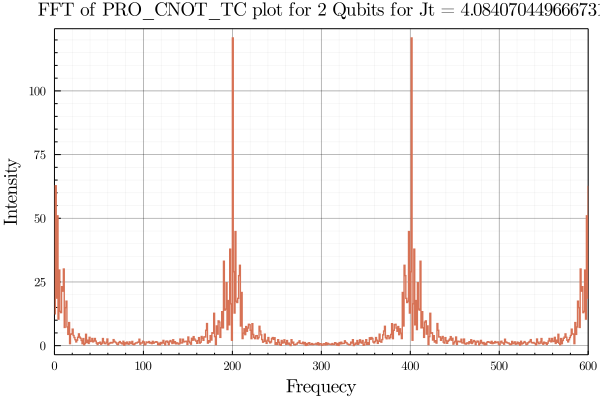 FFT of PRO_CNOT_TC plot for 2 Qubits for Jt = 4.084070449666731
Intensity
100
75
50
25
0
0 100 200 300 400 500 600
Frequecy